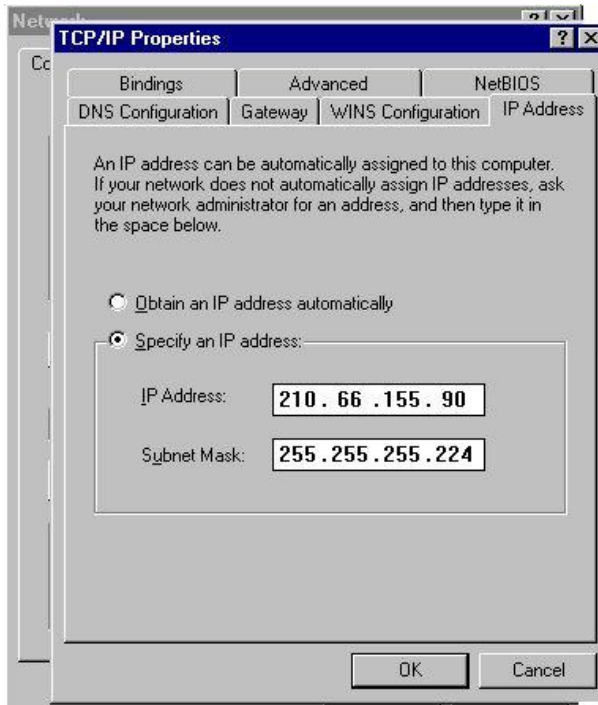 Network
TCP/IP Properties
Co
Bindings Advanced NetBIOS
DNS Configuration Gateway WINS Configuration IP Address
An IP address can be automatically assigned to this computer.
If your network does not automatically assign IP addresses, ask
your network administrator for an address, and then type it in
the space below.
Obtain an IP address automatically
Specify an IP address:
IP Address: 210 . 66 .155 . 90
Subnet Mask: 255 .255 .255 .224
OK Cancel